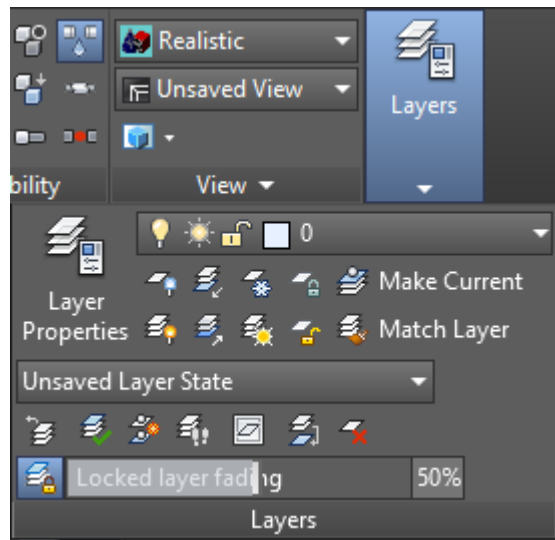 Realistic
Unsaved View
Layers
bility
View
0
Layer
Properties
Make Current
Match Layer
Unsaved Layer State
Locked layer fading
50%
Layers